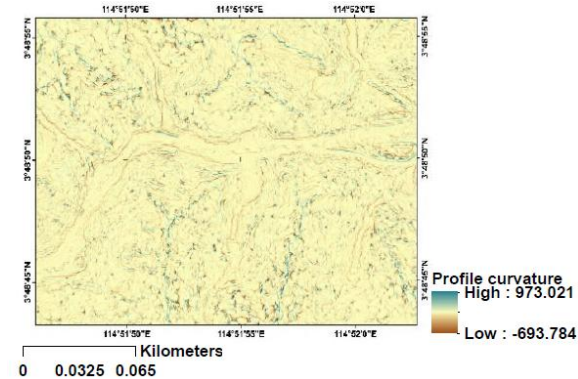 114°51'50"E 114°51'55"E 114°52'0"E
3°48'55"N 3°48'55"N
3°48'50"N 3°48'50"N
3°48'45"N 3°48'45"N
114°51'50"E 114°51'55"E 114°52'0"E
Profile curvature
High : 973.021
Low : -693.784
Kilometers
0 0.0325 0.065